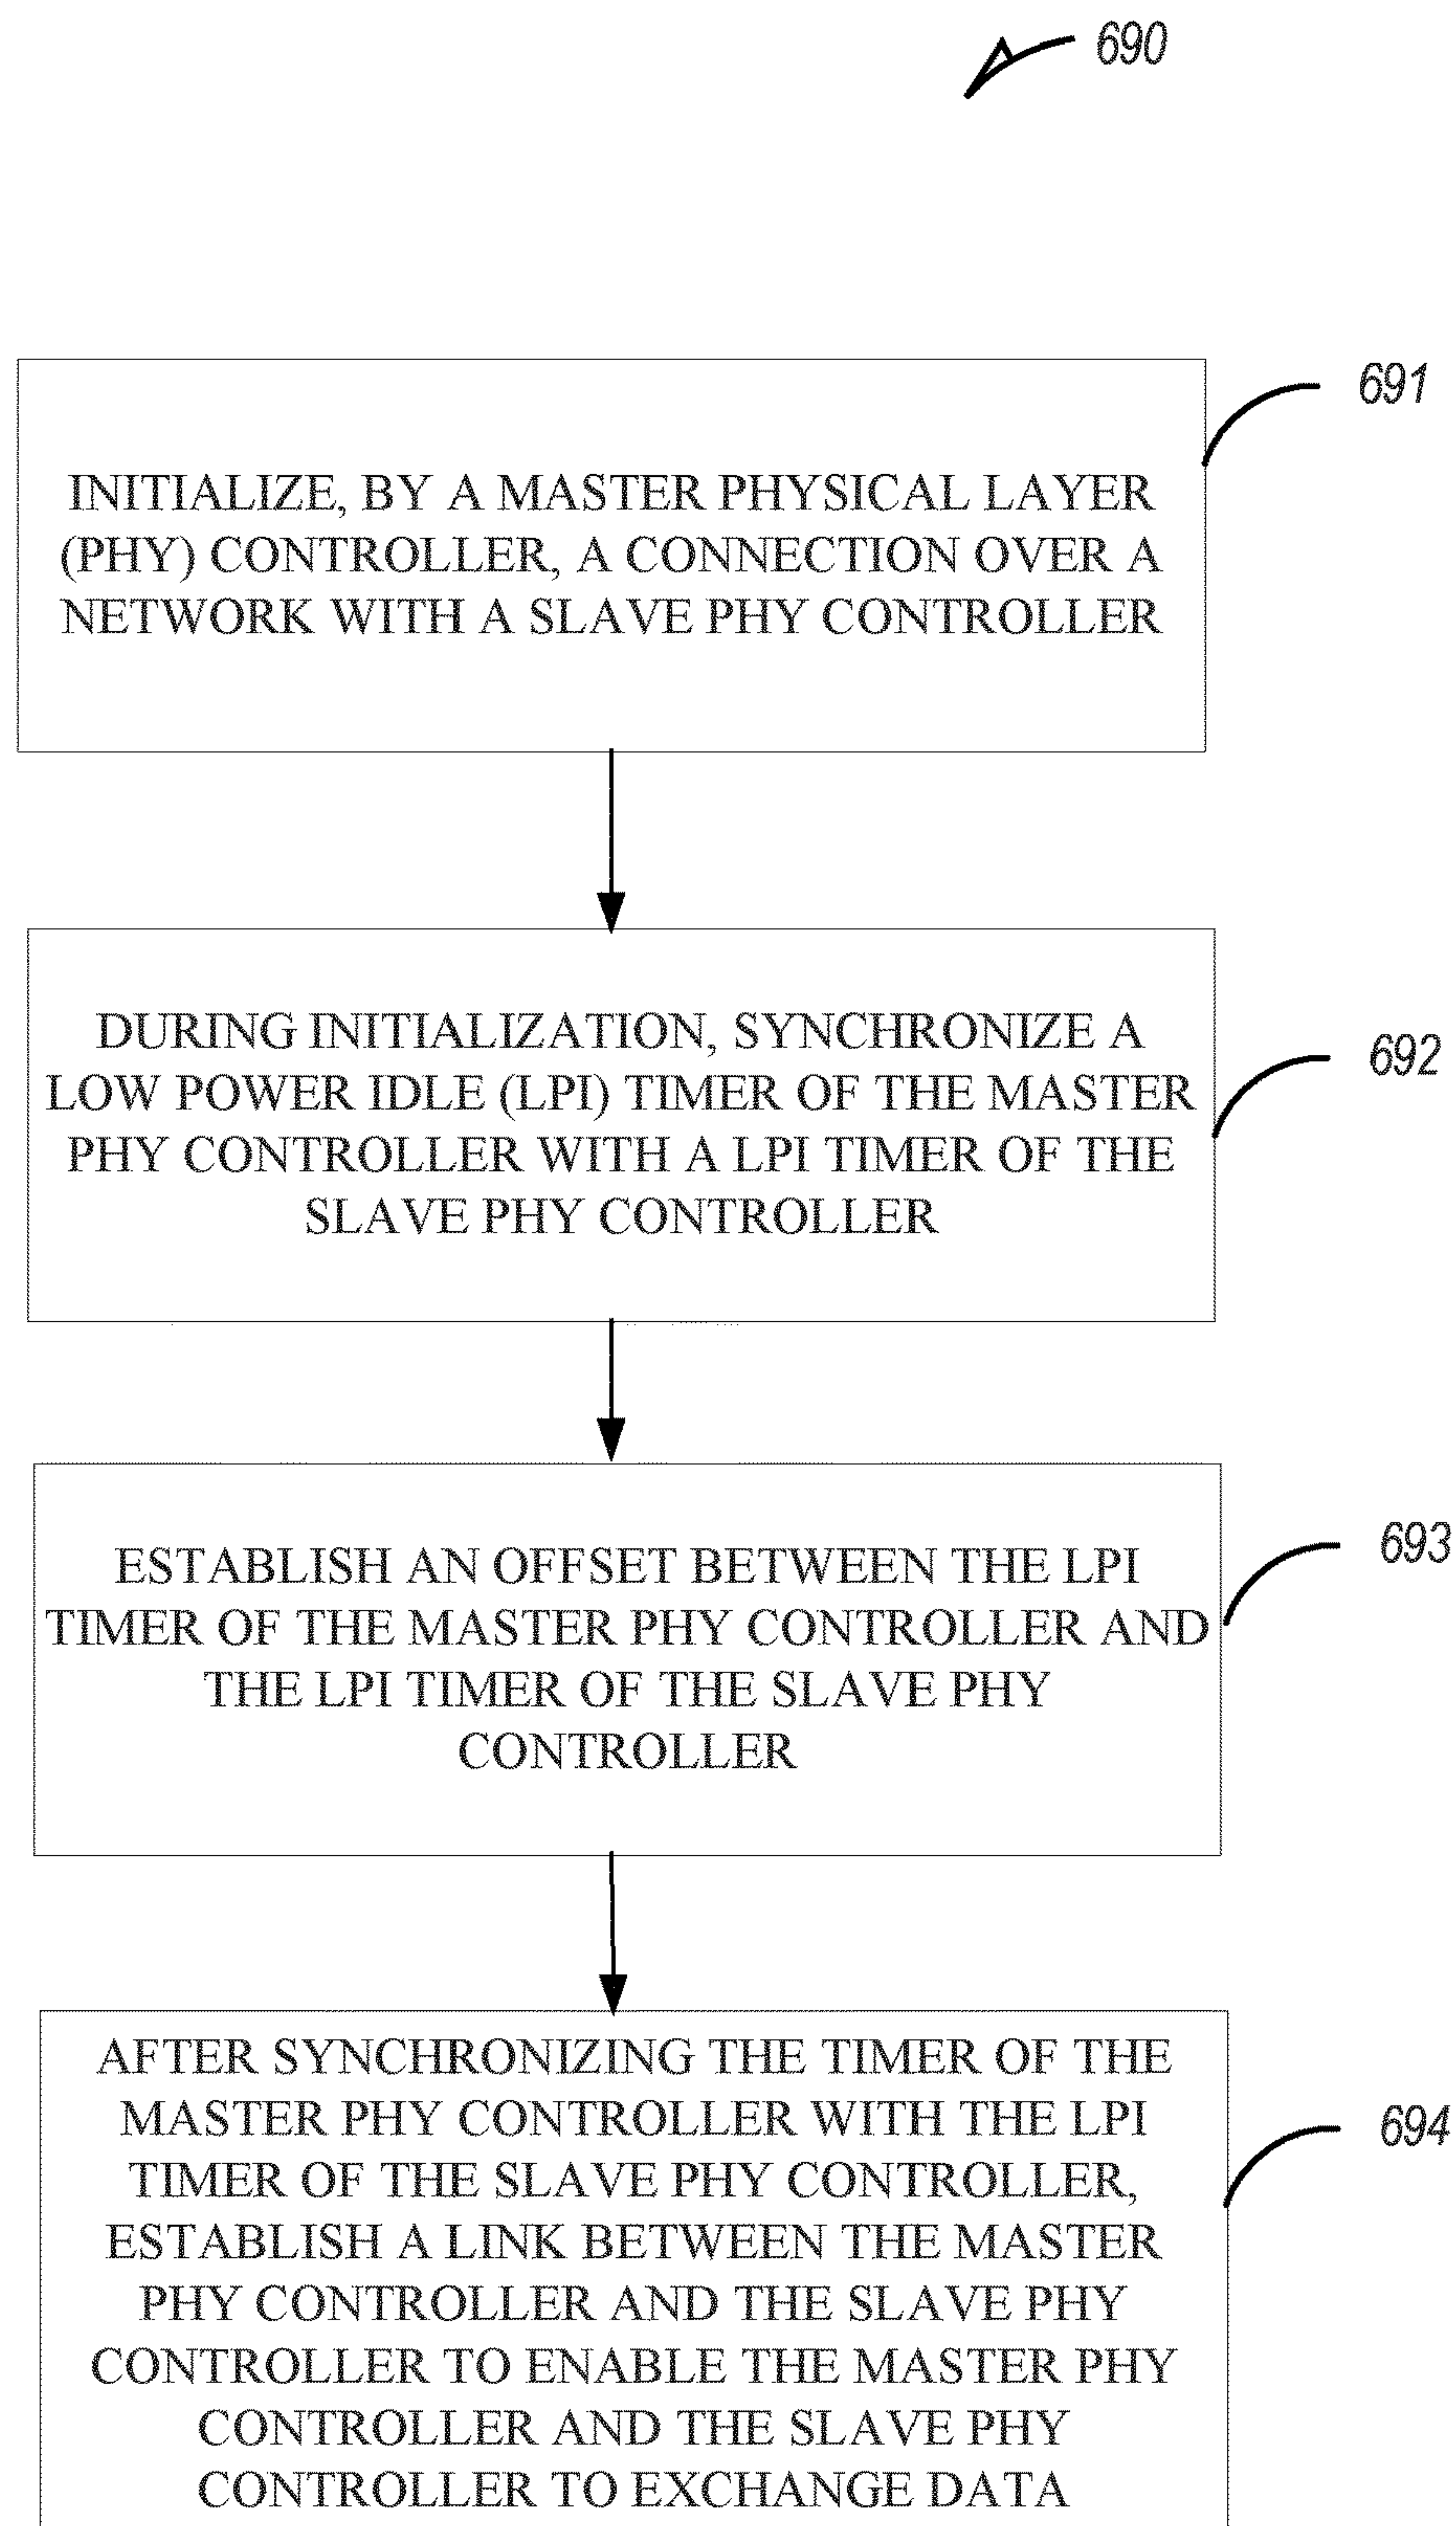 690
691
INITIALIZE, BY A MASTER PHYSICAL LAYER
(PHY) CONTROLLER, A CONNECTION OVER A
NETWORK WITH A SLAVE PHY CONTROLLER
692
DURING INITIALIZATION, SYNCHRONIZE A
LOW POWER IDLE (LPI) TIMER OF THE MASTER
PHY CONTROLLER WITH A LPI TIMER OF THE
SLAVE PHY CONTROLLER
693
ESTABLISH AN OFFSET BETWEEN THE LPI
TIMER OF THE MASTER PHY CONTROLLER AND
THE LPI TIMER OF THE SLAVE PHY
CONTROLLER
694
AFTER SYNCHRONIZING THE TIMER OF THE
MASTER PHY CONTROLLER WITH THE LPI
TIMER OF THE SLAVE PHY CONTROLLER,
ESTABLISH A LINK BETWEEN THE MASTER
PHY CONTROLLER AND THE SLAVE PHY
CONTROLLER TO ENABLE THE MASTER PHY
CONTROLLER AND THE SLAVE PHY
CONTROLLER TO EXCHANGE DATA